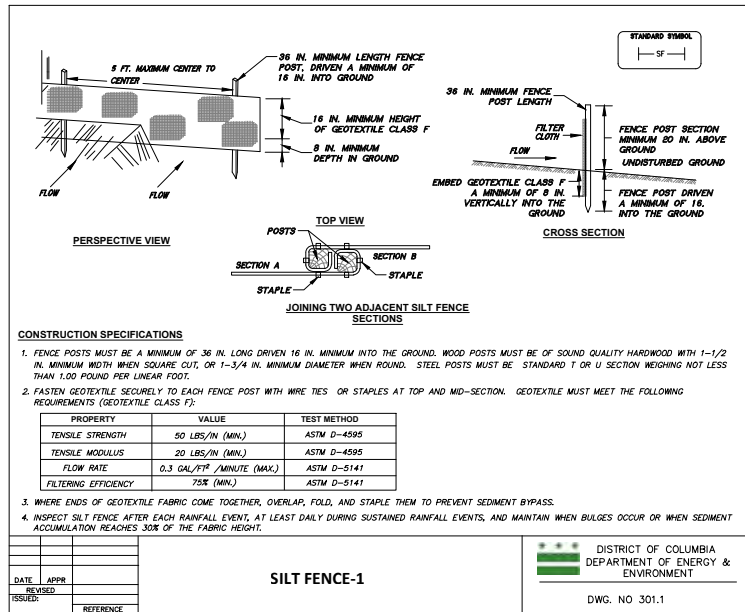 STANDARD SYMBOL
SF
5 FT. MAXIMUM CENTER TO
CENTER
36 IN. MINIMUM LENGTH FENCE
POST, DRIVEN A MINIMUM OF
16 IN. INTO GROUND
16 IN. MINIMUM HEIGHT
OF GEOTEXTILE CLASS F
8 IN. MINIMUM
DEPTH IN GROUND
FLOW
FLOW
PERSPECTIVE VIEW
36 IN. MINIMUM FENCE
POST LENGTH
FILTER
CLOTH
FLOW
FENCE POST SECTION
MINIMUM 20 IN. ABOVE
GROUND
UNDISTURBED GROUND
EMBED GEOTEXTILE CLASS F
A MINIMUM OF 8 IN.
VERTICALLY INTO THE
GROUND
FENCE POST DRIVEN
A MINIMUM OF 16.
INTO THE GROUND
CROSS SECTION
TOP VIEW
POSTS
SECTION A
SECTION B
STAPLE
STAPLE
JOINING TWO ADJACENT SILT FENCE
SECTIONS
CONSTRUCTION SPECIFICATIONS
1. FENCE POSTS MUST BE A MINIMUM OF 36 IN. LONG DRIVEN 16 IN. MINIMUM INTO THE GROUND. WOOD POSTS MUST BE OF SOUND QUALITY HARDWOOD WITH 1-1/2
IN. MINIMUM WIDTH WHEN SQUARE CUT, OR 1-3/4 IN. MINIMUM DIAMETER WHEN ROUND. STEEL POSTS MUST BE STANDARD T OR U SECTION WEIGHING NOT LESS
THAN 1.00 POUND PER LINEAR FOOT.
2. FASTEN GEOTEXTILE SECURELY TO EACH FENCE POST WITH WIRE TIES OR STAPLES AT TOP AND MID-SECTION. GEOTEXTILE MUST MEET THE FOLLOWING
REQUIREMENTS (GEOTEXTILE CLASS F):
PROPERTY VALUE TEST METHOD
TENSILE STRENGTH 50 LBS/IN (MIN.) ASTM D-4595
TENSILE MODULUS 20 LBS/IN (MIN.) ASTM D-4595
FLOW RATE 0.3 GAL/FT² /MINUTE (MAX.) ASTM D-5141
FILTERING EFFICIENCY 75% (MIN.) ASTM D-5141
3. WHERE ENDS OF GEOTEXTILE FABRIC COME TOGETHER, OVERLAP, FOLD, AND STAPLE THEM TO PREVENT SEDIMENT BYPASS.
4. INSPECT SILT FENCE AFTER EACH RAINFALL EVENT, AT LEAST DAILY DURING SUSTAINED RAINFALL EVENTS, AND MAINTAIN WHEN BULGES OCCUR OR WHEN SEDIMENT
ACCUMULATION REACHES 30% OF THE FABRIC HEIGHT.
DATE APPR
REVISED
ISSUED:
REFERENCE
SILT FENCE-1
DISTRICT OF COLUMBIA
DEPARTMENT OF ENERGY &
ENVIRONMENT
DWG. NO 301.1